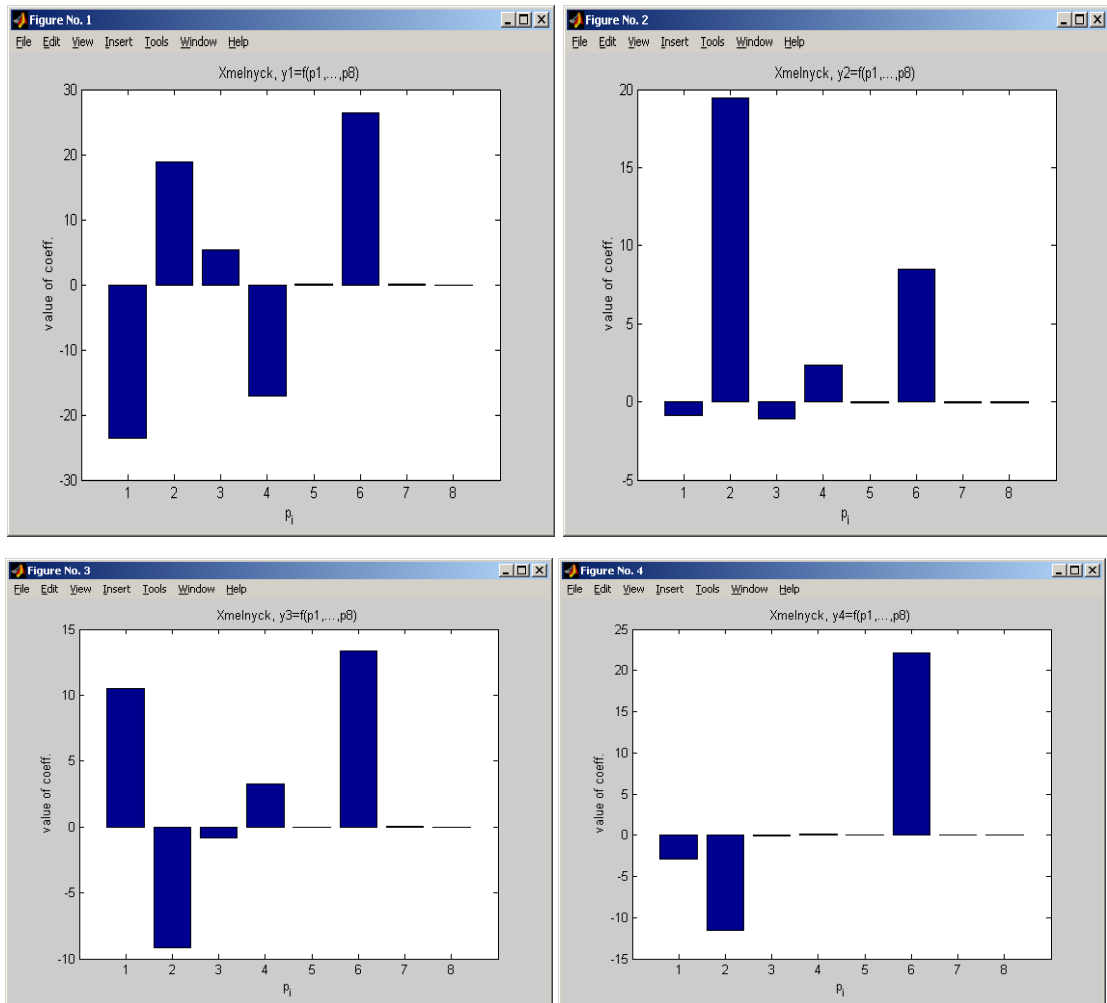 Figure No. 1
File Edit View Insert Tools Window Help
Xmelnyck, y1=f(p1,...,p8)
30
20
10
0
-10
-20
-30
value of coeff.
1 2 3 4 5 6 7 8
pi
Figure No. 2
File Edit View Insert Tools Window Help
Xmelnyck, y2=f(p1,...,p8)
20
15
10
5
0
-5
value of coeff.
1 2 3 4 5 6 7 8
pi
Figure No. 3
File Edit View Insert Tools Window Help
Xmelnyck, y3=f(p1,...,p8)
15
10
5
0
-5
-10
value of coeff.
1 2 3 4 5 6 7 8
pi
Figure No. 4
File Edit View Insert Tools Window Help
Xmelnyck, y4=f(p1,...,p8)
25
20
15
10
5
0
-5
-10
-15
value of coeff.
1 2 3 4 5 6 7 8
pi